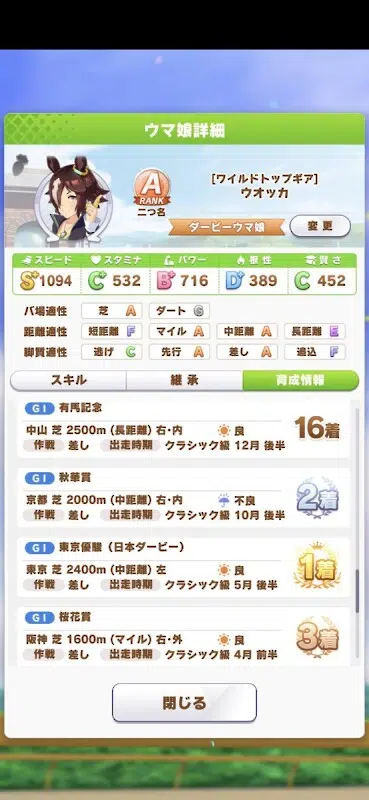 ウマ娘詳細
A
RANK
二つ名
[ワイルドトップギア]
ウオッカ
ダービーウマ娘
変更
スピード スタミナ パワー 根性 賢さ
S+ 1094 C+ 532 B+ 716 D+ 389 C 452
バ場適性 芝 A ダート G
距離適性 短距離 F マイル A 中距離 A 長距離 E
脚質適性 逃げ C 先行 A 差し A 追込 F
スキル 継承 育成情報
GI 有馬記念
中山 芝 2500m (長距離) 右・内 良
作戦 差し 出走時期 クラシック級 12月 後半
16着
GI 秋華賞
京都 芝 2000m (中距離) 右・内 不良
作戦 差し 出走時期 クラシック級 10月 後半
2着
GI 東京優駿（日本ダービー）
東京 芝 2400m (中距離) 左 良
作戦 差し 出走時期 クラシック級 5月 後半
1着
GI 桜花賞
阪神 芝 1600m (マイル) 右・外 良
作戦 差し 出走時期 クラシック級 4月 前半
3着
閉じる